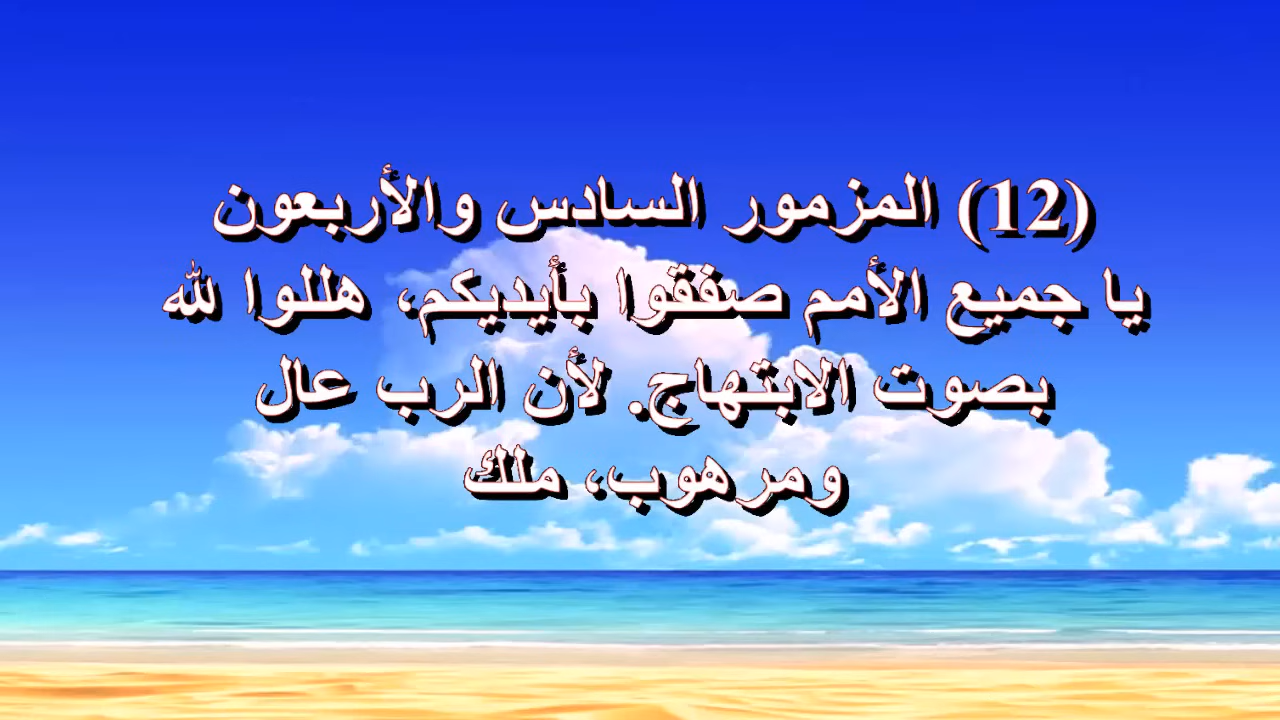 (12) المزمور السادس والأربعون
يا جميع الأمم صفقوا بأيديكم، هللوا لله
بصوت الابتهاج. لأن الرب عال
ومرهوب، ملك